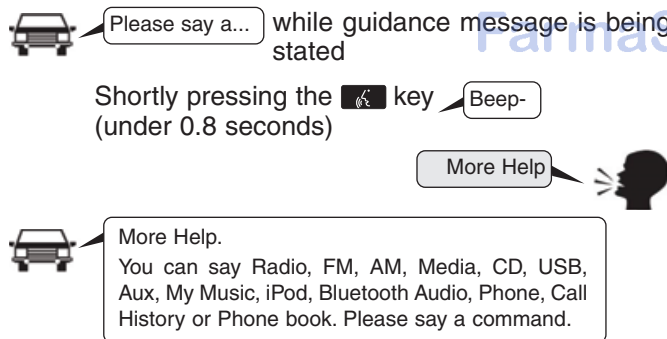 Please say a... while guidance message is being
stated
Shortly pressing the key Beep-
(under 0.8 seconds)
More Help
More Help.
You can say Radio, FM, AM, Media, CD, USB,
Aux, My Music, iPod, Bluetooth Audio, Phone, Call
History or Phone book. Please say a command.